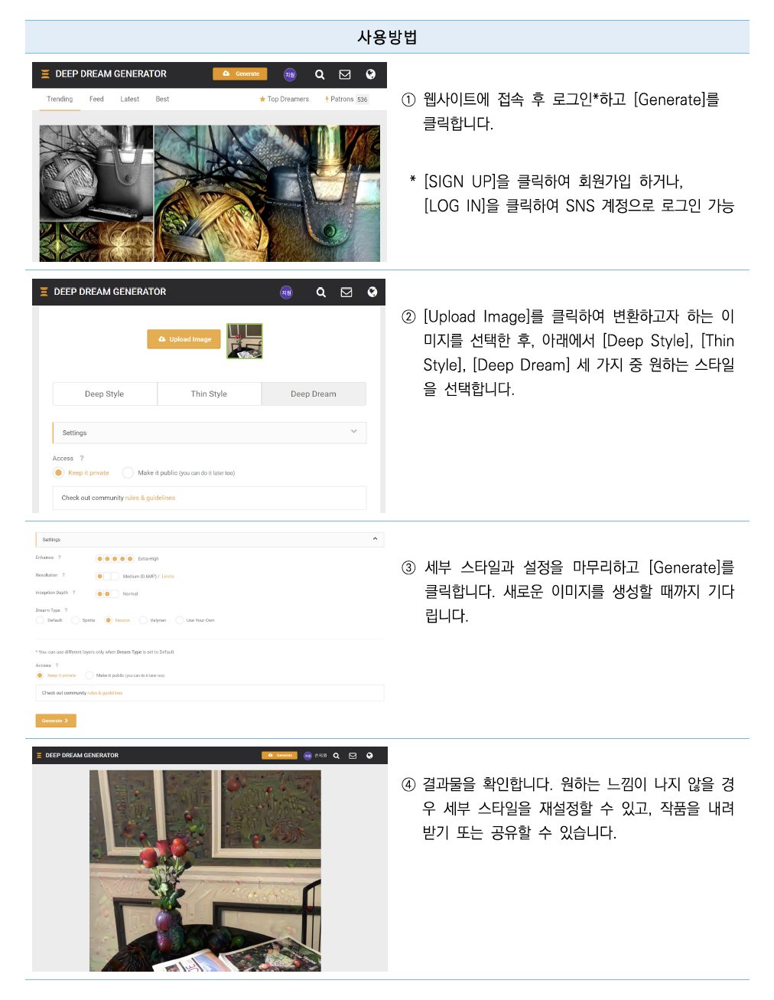 사용방법
DEEP DREAM GENERATOR
Generate
지원
Trending Feed Latest Best
Top Dreamers Patrons 536
① 웹사이트에 접속 후 로그인*하고 [Generate]를
클릭합니다.
* [SIGN UP]을 클릭하여 회원가입 하거나,
[LOG IN]을 클릭하여 SNS 계정으로 로그인 가능
DEEP DREAM GENERATOR
지원
Upload Image
Deep Style Thin Style Deep Dream
Settings
Access ?
Keep it private Make it public (you can do it later too)
Check out community rules & guidelines
② [Upload Image]를 클릭하여 변환하고자 하는 이
미지를 선택한 후, 아래에서 [Deep Style], [Thin
Style], [Deep Dream] 세 가지 중 원하는 스타일
을 선택합니다.
Settings
Enhance ? Extra-High
Resolution ? Medium (0.6MP) / Limits
Inception Depth ? Normal
Dream Type ?
Default Spirits Neuron Valyrian Use Your Own
* You can use different layers only when Dream Type is set to Default
Access ?
Keep it private Make it public (you can do it later too)
Check out community rules & guidelines
Generate
③ 세부 스타일과 설정을 마무리하고 [Generate]를
클릭합니다. 새로운 이미지를 생성할 때까지 기다
립니다.
DEEP DREAM GENERATOR
Generate
지원 손지원
④ 결과물을 확인합니다. 원하는 느낌이 나지 않을 경
우 세부 스타일을 재설정할 수 있고, 작품을 내려
받기 또는 공유할 수 있습니다.